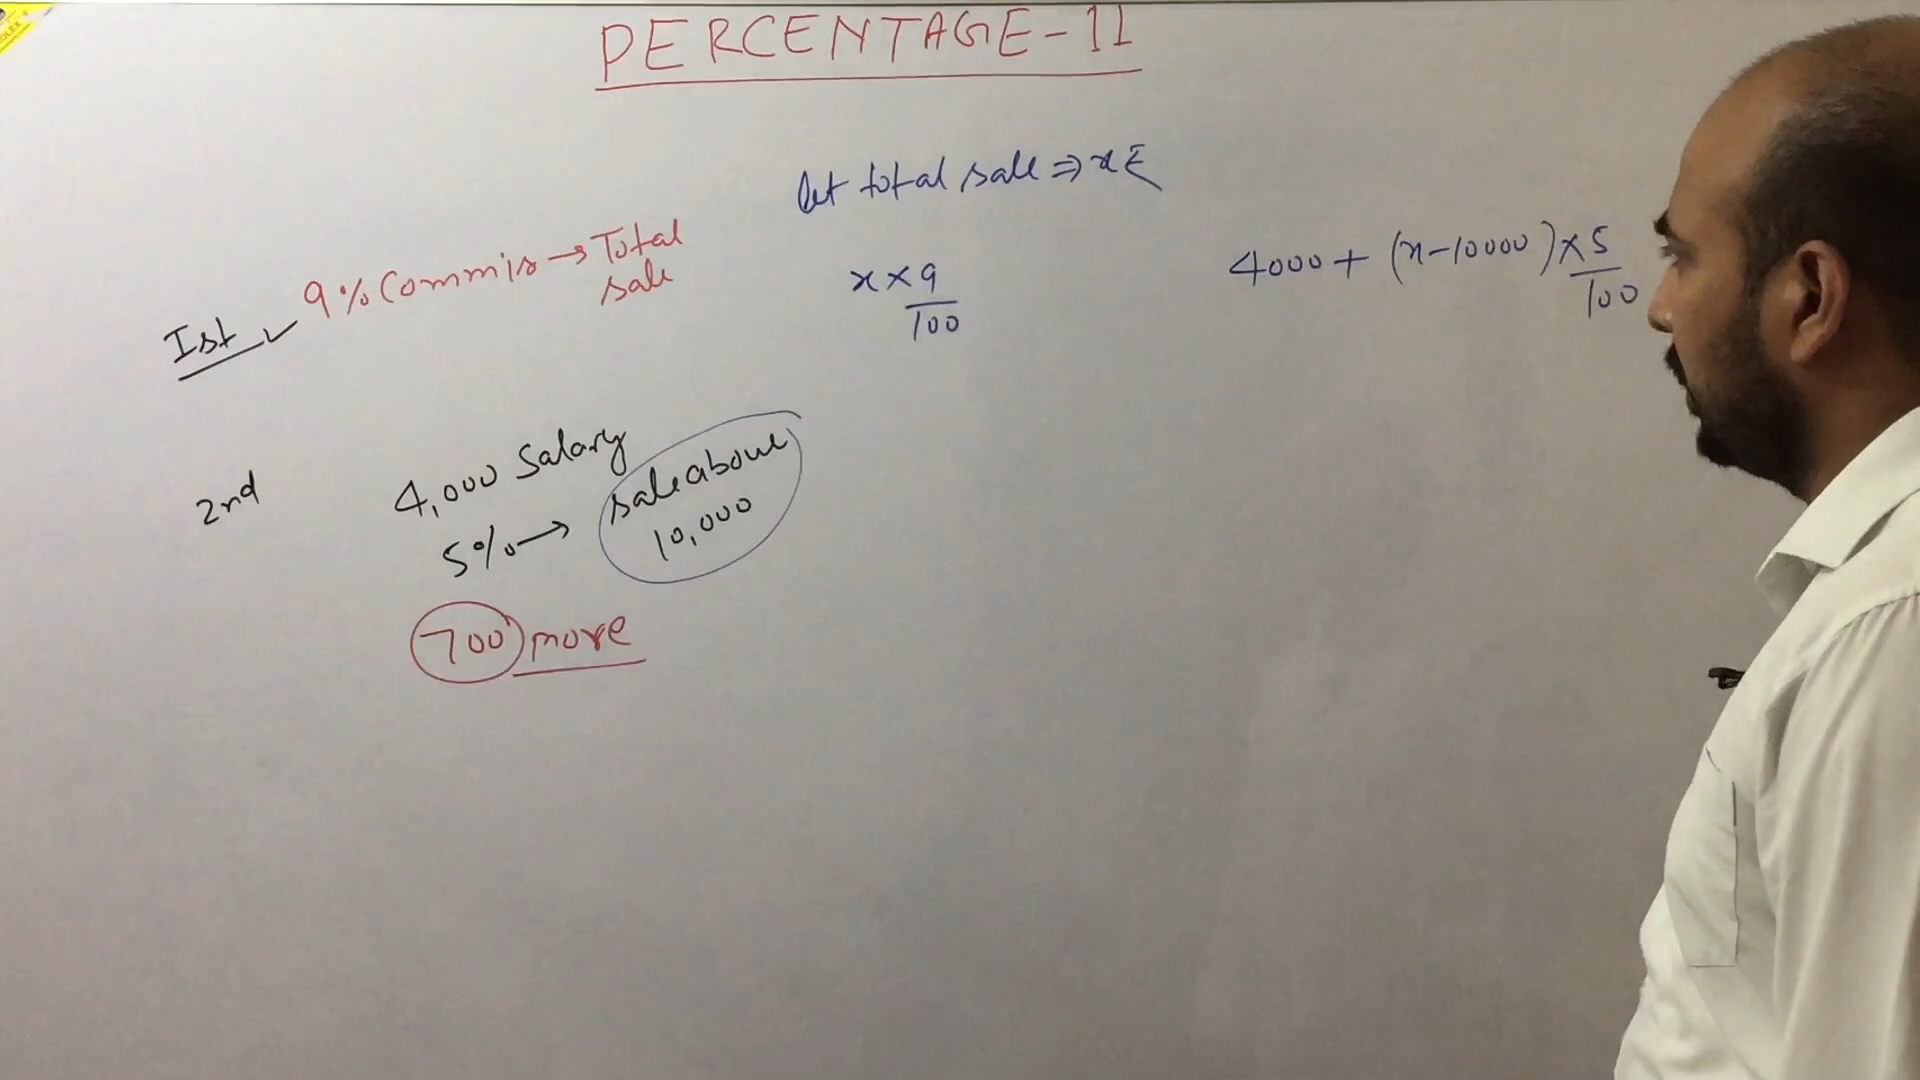 PERCENTAGE-11
let total sale ⇒ x
9% Commis → Total
sale
x × 9
100
4000 + (x-10000) × 5
100
Ist
4,000 Salary
2nd
5% → sale above
10,000
700 more